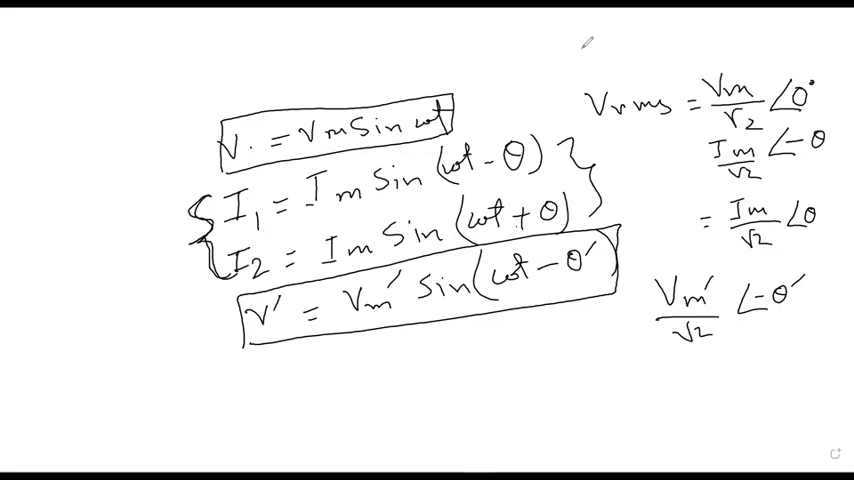 V. = Vm Sin ωt
I₁ = Im Sin (ωt - θ)
I₂ = Im Sin (ωt + θ)
V' = Vm' Sin (ωt - θ')
Vrms = Vm/√2 ∠0°
Im/√2 ∠-θ
= Im/√2 ∠θ
Vm'/√2 ∠-θ'